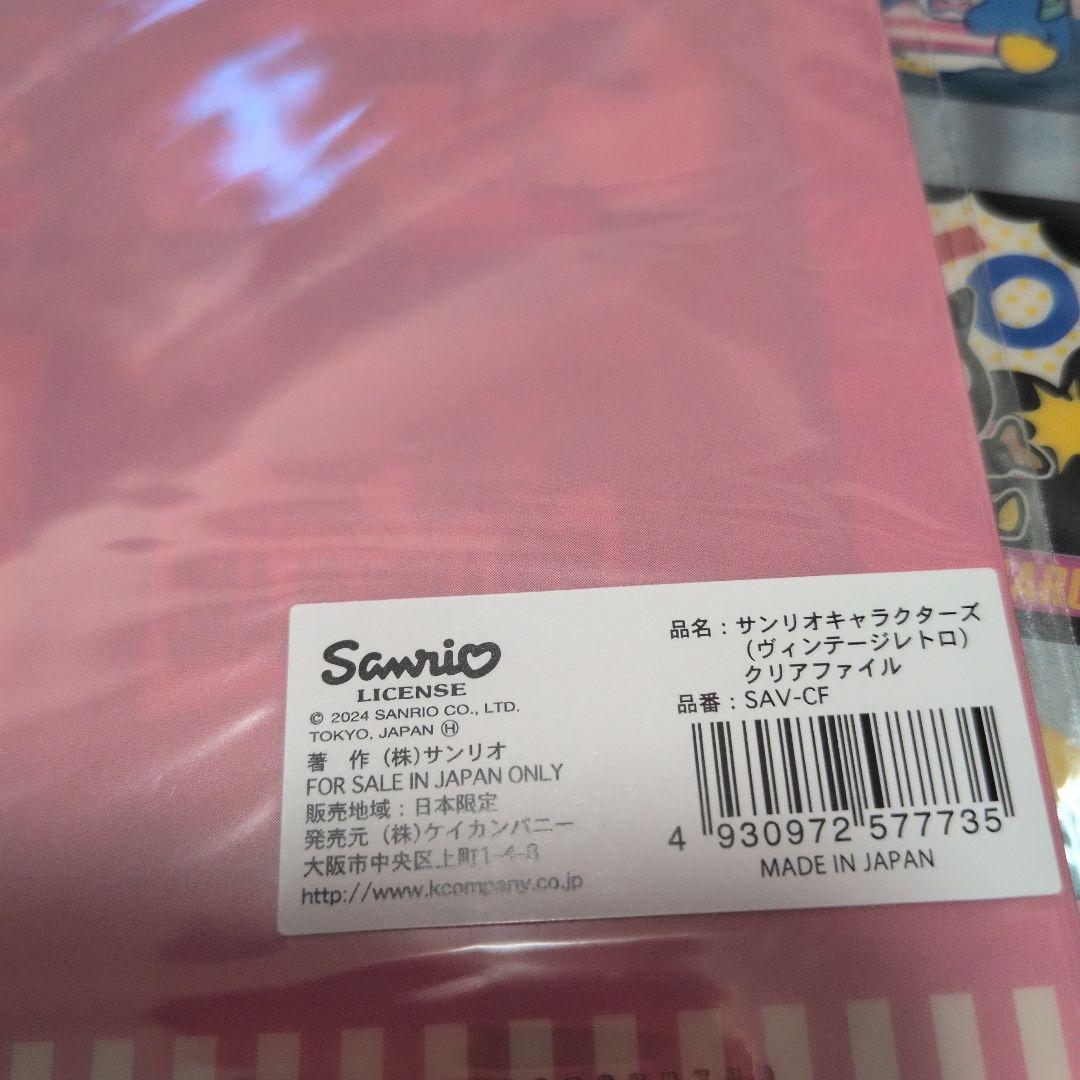 Sanrio
LICENSE
© 2024 SANRIO CO., LTD.
TOKYO, JAPAN Ⓗ
著　作 (株)サンリオ
FOR SALE IN JAPAN ONLY
販売地域：日本限定
発売元 (株)ケイカンパニー
大阪市中央区上町1-4-8
http://www.kcompany.co.jp
品名：サンリオキャラクターズ
(ヴィンテージレトロ)
クリアファイル
品番：SAV-CF
4 930972 577735
MADE IN JAPAN